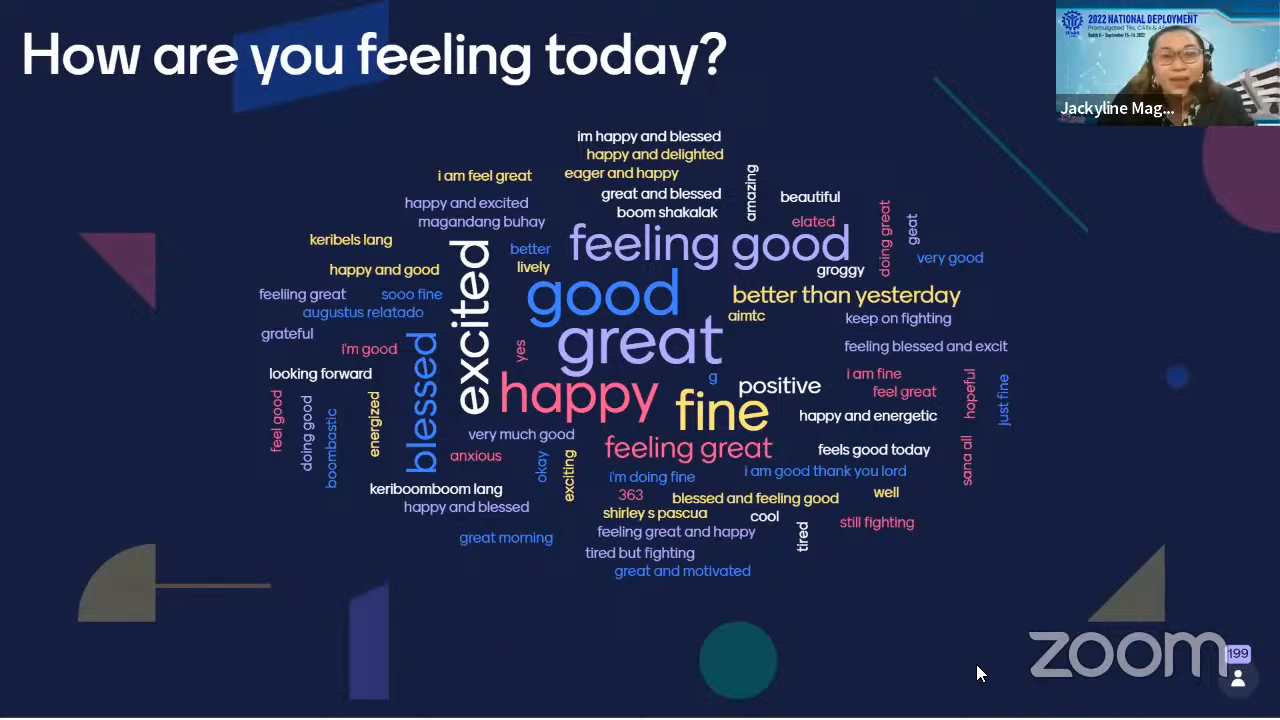 How are you feeling today?
2022 NATIONAL DEPLOYMENT
Jackyline Mag...
im happy and blessed
happy and delighted
i am feel great
eager and happy
great and blessed
amazing
beautiful
happy and excited
boom shakalak
magandang buhay
elated
doing great
geat
keribels lang
better
feeling good
very good
happy and good
lively
groggy
excited
feeling great
sooo fine
good
better than yesterday
augustus relatado
aimtc
keep on fighting
grateful
i'm good
yes
great
feeling blessed and excit
looking forward
blessed
g
positive
i am fine
feel great
hopeful
just fine
feel good
doing good
boombastic
energized
happy
fine
happy and energetic
very much good
feeling great
feels good today
sana all
anxious
okay
exciting
i'm doing fine
i am good thank you lord
keriboomboom lang
363
blessed and feeling good
well
happy and blessed
shirley s pascua
cool
tired
still fighting
great morning
feeling great and happy
tired but fighting
great and motivated
zoom
199